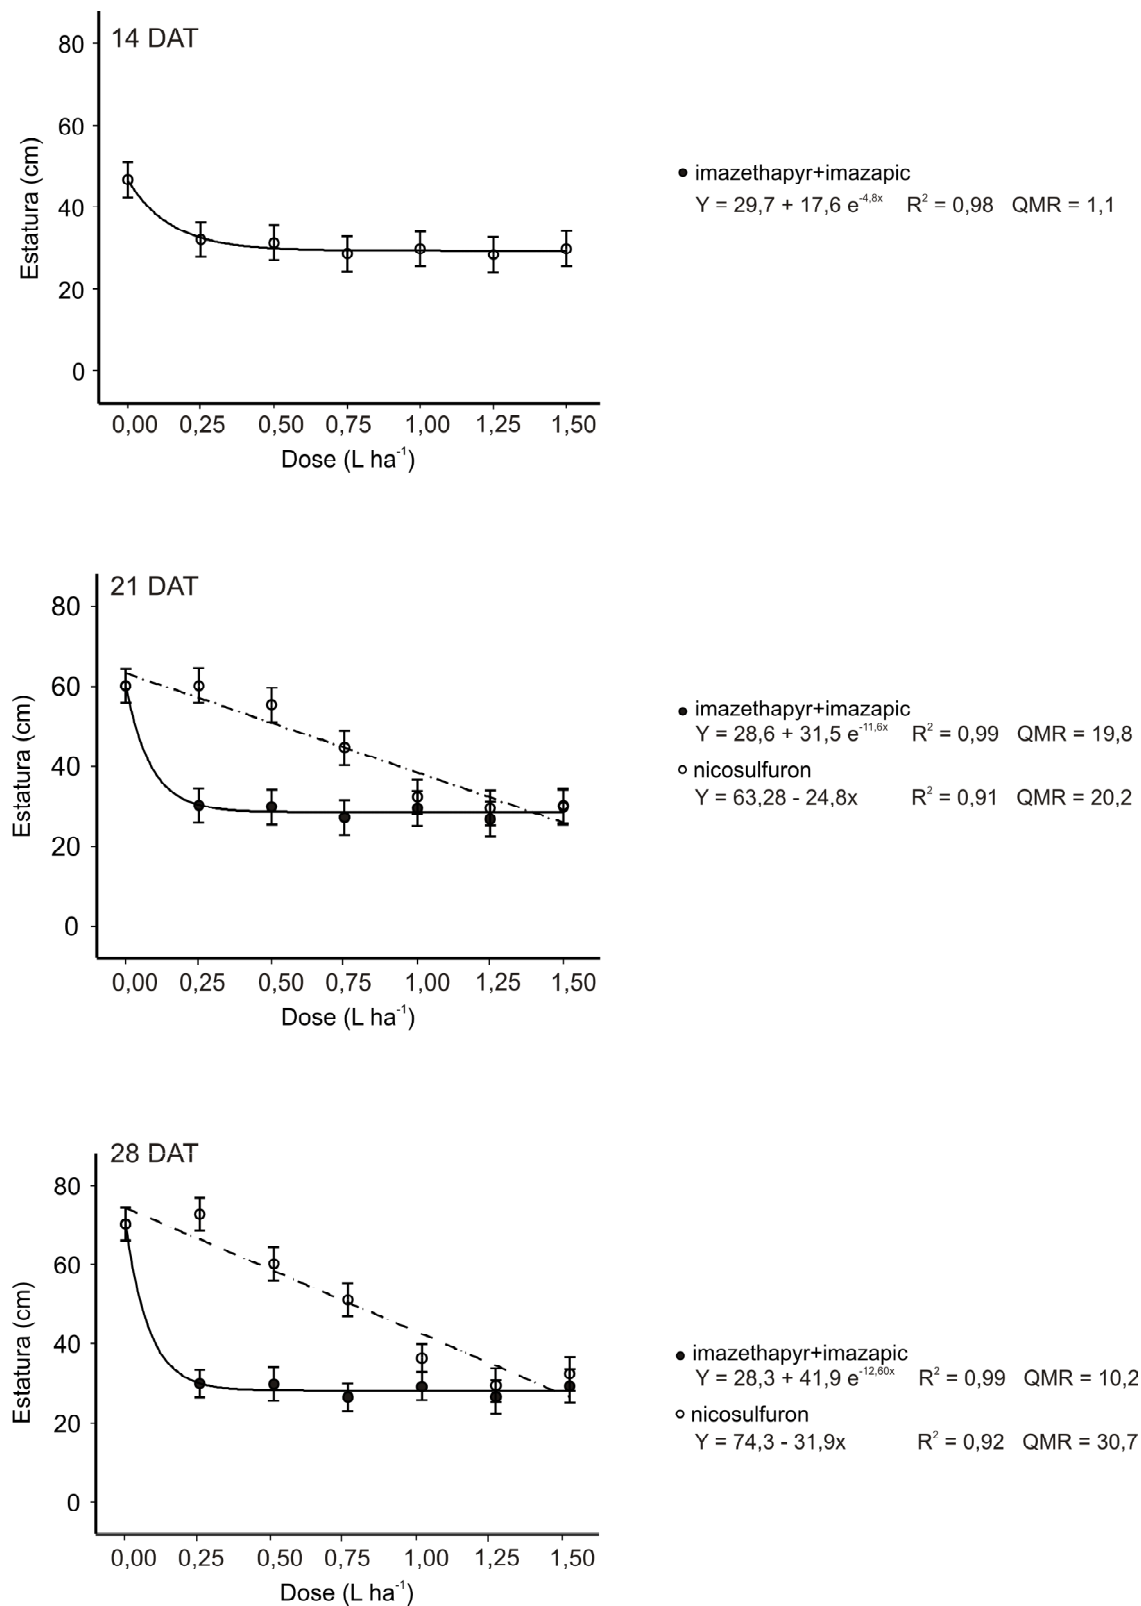 14 DAT
80
60
40
20
0
Estatura (cm)
0,00 0,25 0,50 0,75 1,00 1,25 1,50
Dose (L ha⁻¹)
● imazethapyr+imazapic
Y = 29,7 + 17,6 e⁻⁴,⁸ˣ R² = 0,98 QMR = 1,1
21 DAT
80
60
40
20
0
Estatura (cm)
0,00 0,25 0,50 0,75 1,00 1,25 1,50
Dose (L ha⁻¹)
● imazethapyr+imazapic
Y = 28,6 + 31,5 e⁻¹¹,⁶ˣ R² = 0,99 QMR = 19,8
○ nicosulfuron
Y = 63,28 - 24,8x R² = 0,91 QMR = 20,2
28 DAT
80
60
40
20
0
Estatura (cm)
0,00 0,25 0,50 0,75 1,00 1,25 1,50
Dose (L ha⁻¹)
● imazethapyr+imazapic
Y = 28,3 + 41,9 e⁻¹²,⁶⁰ˣ R² = 0,99 QMR = 10,2
○ nicosulfuron
Y = 74,3 - 31,9x R² = 0,92 QMR = 30,7